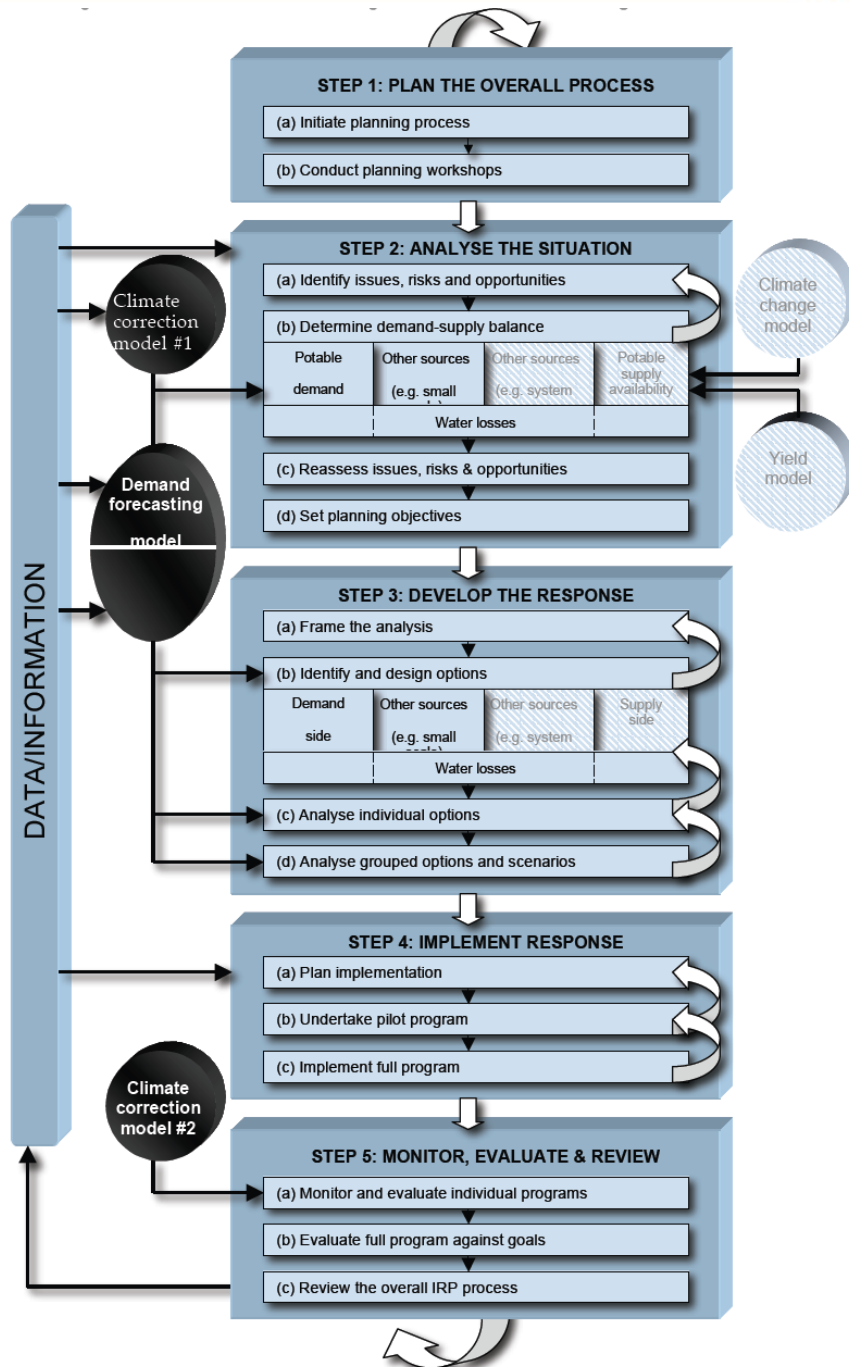 STEP 1: PLAN THE OVERALL PROCESS
(a) Initiate planning process
(b) Conduct planning workshops
STEP 2: ANALYSE THE SITUATION
(a) Identify issues, risks and opportunities
(b) Determine demand-supply balance
Potable
demand
Other sources
(e.g. small
Other sources
(e.g. system
Potable
supply
availability
Water losses
(c) Reassess issues, risks & opportunities
(d) Set planning objectives
Climate
correction
model #1
Climate
change
model
Demand
forecasting
model
Yield
model
DATA/INFORMATION
STEP 3: DEVELOP THE RESPONSE
(a) Frame the analysis
(b) Identify and design options
Demand
side
Other sources
(e.g. small
Other sources
(e.g. system
Supply
side
Water losses
(c) Analyse individual options
(d) Analyse grouped options and scenarios
STEP 4: IMPLEMENT RESPONSE
(a) Plan implementation
(b) Undertake pilot program
(c) Implement full program
Climate
correction
model #2
STEP 5: MONITOR, EVALUATE & REVIEW
(a) Monitor and evaluate individual programs
(b) Evaluate full program against goals
(c) Review the overall IRP process